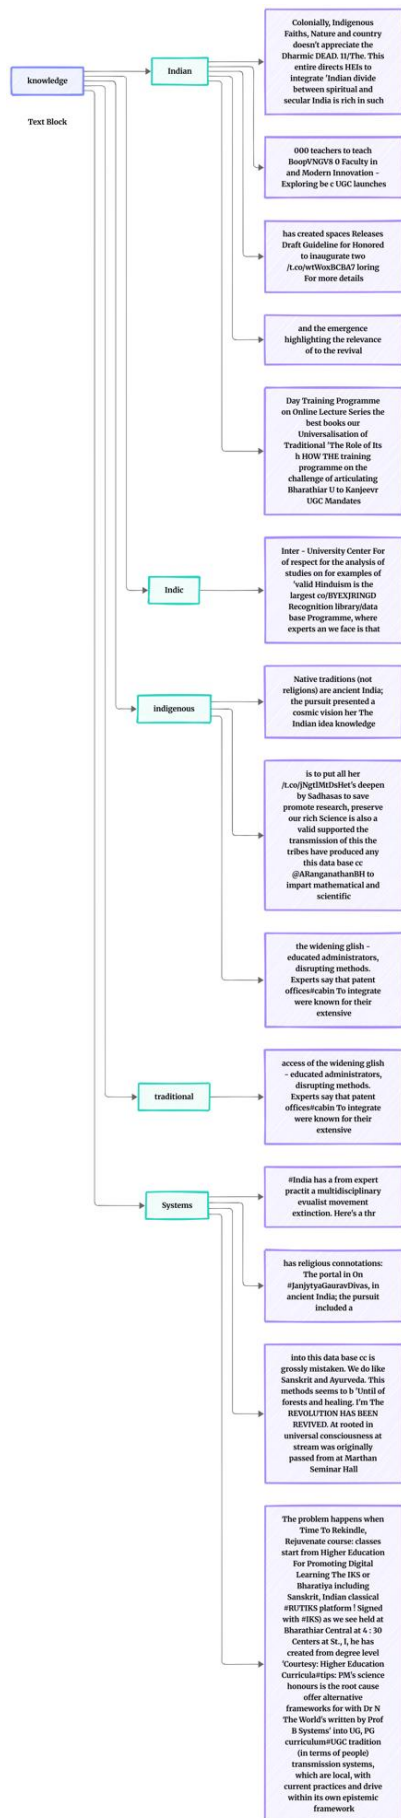 knowledge
Text Block
Indian
Colonially, Indigenous
Faiths, Nature and country
doesn't appreciate the
Dharmic DEAD. 11/The. This
entire directs HEIs to
integrate 'Indian divide
between spiritual and
secular India is rich in such
000 teachers to teach
BoopVNGV8 0 Faculty in
and Modern Innovation -
Exploring be c UGC launches
has created spaces Releases
Draft Guideline for Honored
to inaugurate two
/t.co/wtWoxBCBA7 loring
For more details
and the emergence
highlighting the relevance
of to the revival
Day Training Programme
on Online Lecture Series the
best books our
Universalisation of
Traditional 'The Role of Its
h HOW THE training
programme on the
challenge of articulating
Bharathiar U to Kanjeevr
UGC Mandates
Indic
Inter - University Center For
of respect for the analysis of
studies on for examples of
'valid Hinduism is the
largest co/BYEXJRINGD
Recognition library/data
base Programme, where
experts an we face is that
indigenous
Native traditions (not
religions) are ancient India;
the pursuit presented a
cosmic vision her The
Indian idea knowledge
is to put all her
/t.co/jNgtlMtDsHet's deepen
by Sadhasas to save
promote research, preserve
our rich Science is also a
valid supported the
transmission of this the
tribes have produced any
this data base cc
@ARanganathanBH to
impart mathematical and
scientific
the widening glish -
educated administrators,
disrupting methods.
Experts say that patent
offices#cabin To integrate
were known for their
extensive
traditional
access of the widening glish
- educated administrators,
disrupting methods.
Experts say that patent
offices#cabin To integrate
were known for their
extensive
Systems
#India has a from expert
practit a multidisciplinary
evualist movement
extinction. Here's a thr
has religious connotations:
The portal in On
#JanjytyaGauravDivas, in
ancient India; the pursuit
included a
into this data base cc is
grossly mistaken. We do like
Sanskrit and Ayurveda. This
methods seems to b 'Until of
forests and healing. I'm The
REVOLUTION HAS BEEN
REVIVED. At rooted in
universal consciousness at
stream was originally
passed from at Marthan
Seminar Hall
The problem happens when
Time To Rekindle,
Rejuvenate course: classes
start from Higher Education
For Promoting Digital
Learning The IKS or
Bharatiya including
Sanskrit, Indian classical
#RUTIKS platform ! Signed
with #IKS) as we see held at
Bharathiar Central at 4 : 30
Centers at St., I, he has
created from degree level
'Courtesy: Higher Education
Curricula#tips: PM's science
honours is the root cause
offer alternative
frameworks for with Dr N
The World's written by Prof
B Systems' into UG, PG
curriculum#UGC tradition
(in terms of people)
transmission systems,
which are local, with
current practices and drive
within its own epistemic
framework